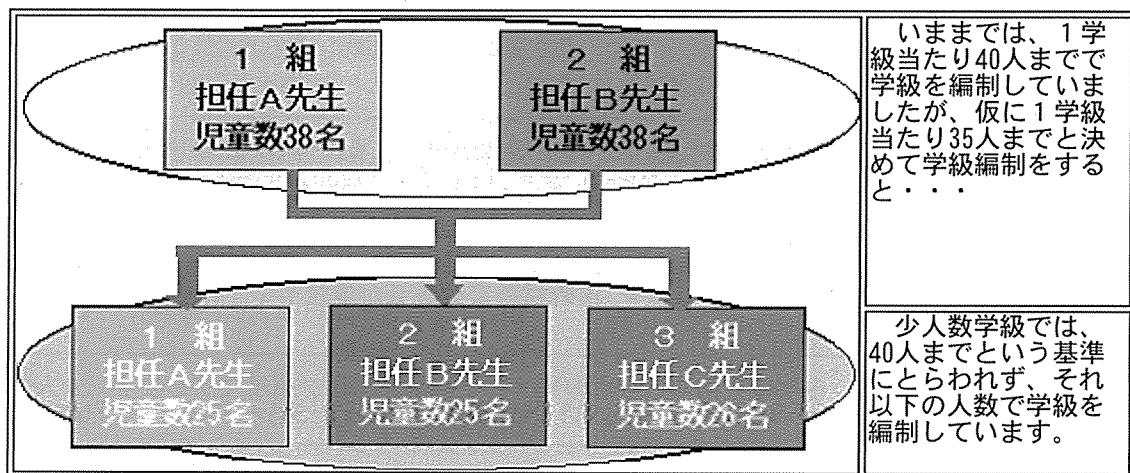 1　組
担任A先生
児童数38名
2　組
担任B先生
児童数38名
いままでは、1学
級当たり40人までで
学級を編制していま
したが、仮に1学級
当たり35人までと決
めて学級編制をする
と・・・
1　組
担任A先生
児童数25名
2　組
担任B先生
児童数25名
3　組
担任C先生
児童数26名
少人数学級では、
40人までという基準
にとらわれず、それ
以下の人数で学級を
編制しています。